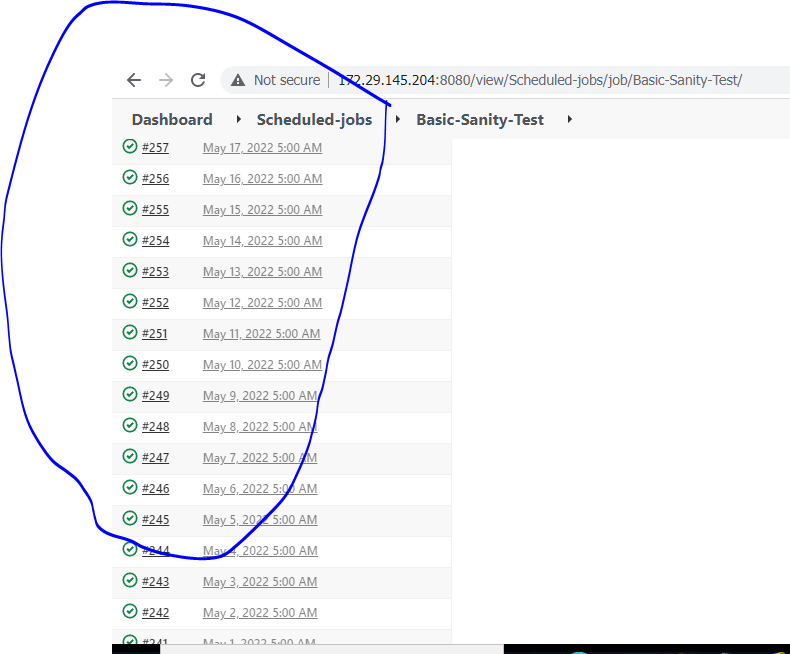 Not secure 172.29.145.204:8080/view/Scheduled-jobs/job/Basic-Sanity-Test/
Dashboard Scheduled-jobs Basic-Sanity-Test
#257 May 17, 2022 5:00 AM
#256 May 16, 2022 5:00 AM
#255 May 15, 2022 5:00 AM
#254 May 14, 2022 5:00 AM
#253 May 13, 2022 5:00 AM
#252 May 12, 2022 5:00 AM
#251 May 11, 2022 5:00 AM
#250 May 10, 2022 5:00 AM
#249 May 9, 2022 5:00 AM
#248 May 8, 2022 5:00 AM
#247 May 7, 2022 5:00 AM
#246 May 6, 2022 5:00 AM
#245 May 5, 2022 5:00 AM
#244 May 4, 2022 5:00 AM
#243 May 3, 2022 5:00 AM
#242 May 2, 2022 5:00 AM
#241 May 1, 2022 5:00 AM